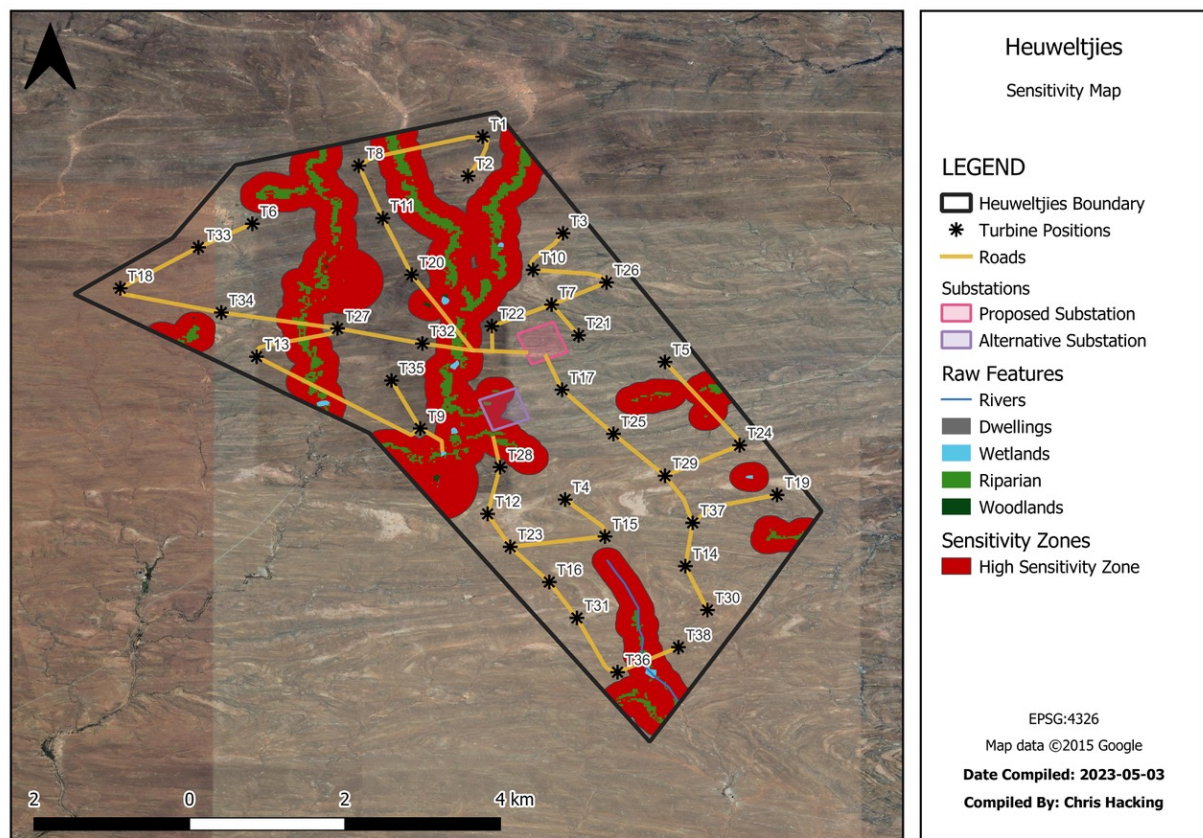 Heuweltjies
Sensitivity Map
LEGEND
Heuweltjies Boundary
Turbine Positions
Roads
Substations
Proposed Substation
Alternative Substation
Raw Features
Rivers
Dwellings
Wetlands
Riparian
Woodlands
Sensitivity Zones
High Sensitivity Zone
EPSG:4326
Map data ©2015 Google
Date Compiled: 2023-05-03
Compiled By: Chris Hacking
T1
T8
T2
T6
T11
T3
T33
T10
T20
T26
T18
T7
T34
T22
T27
T21
T32
T13
T5
T35
T17
T9
T25
T24
T28
T29
T4
T19
T12
T37
T15
T23
T14
T16
T30
T31
T38
T36
2 0 2 4 km